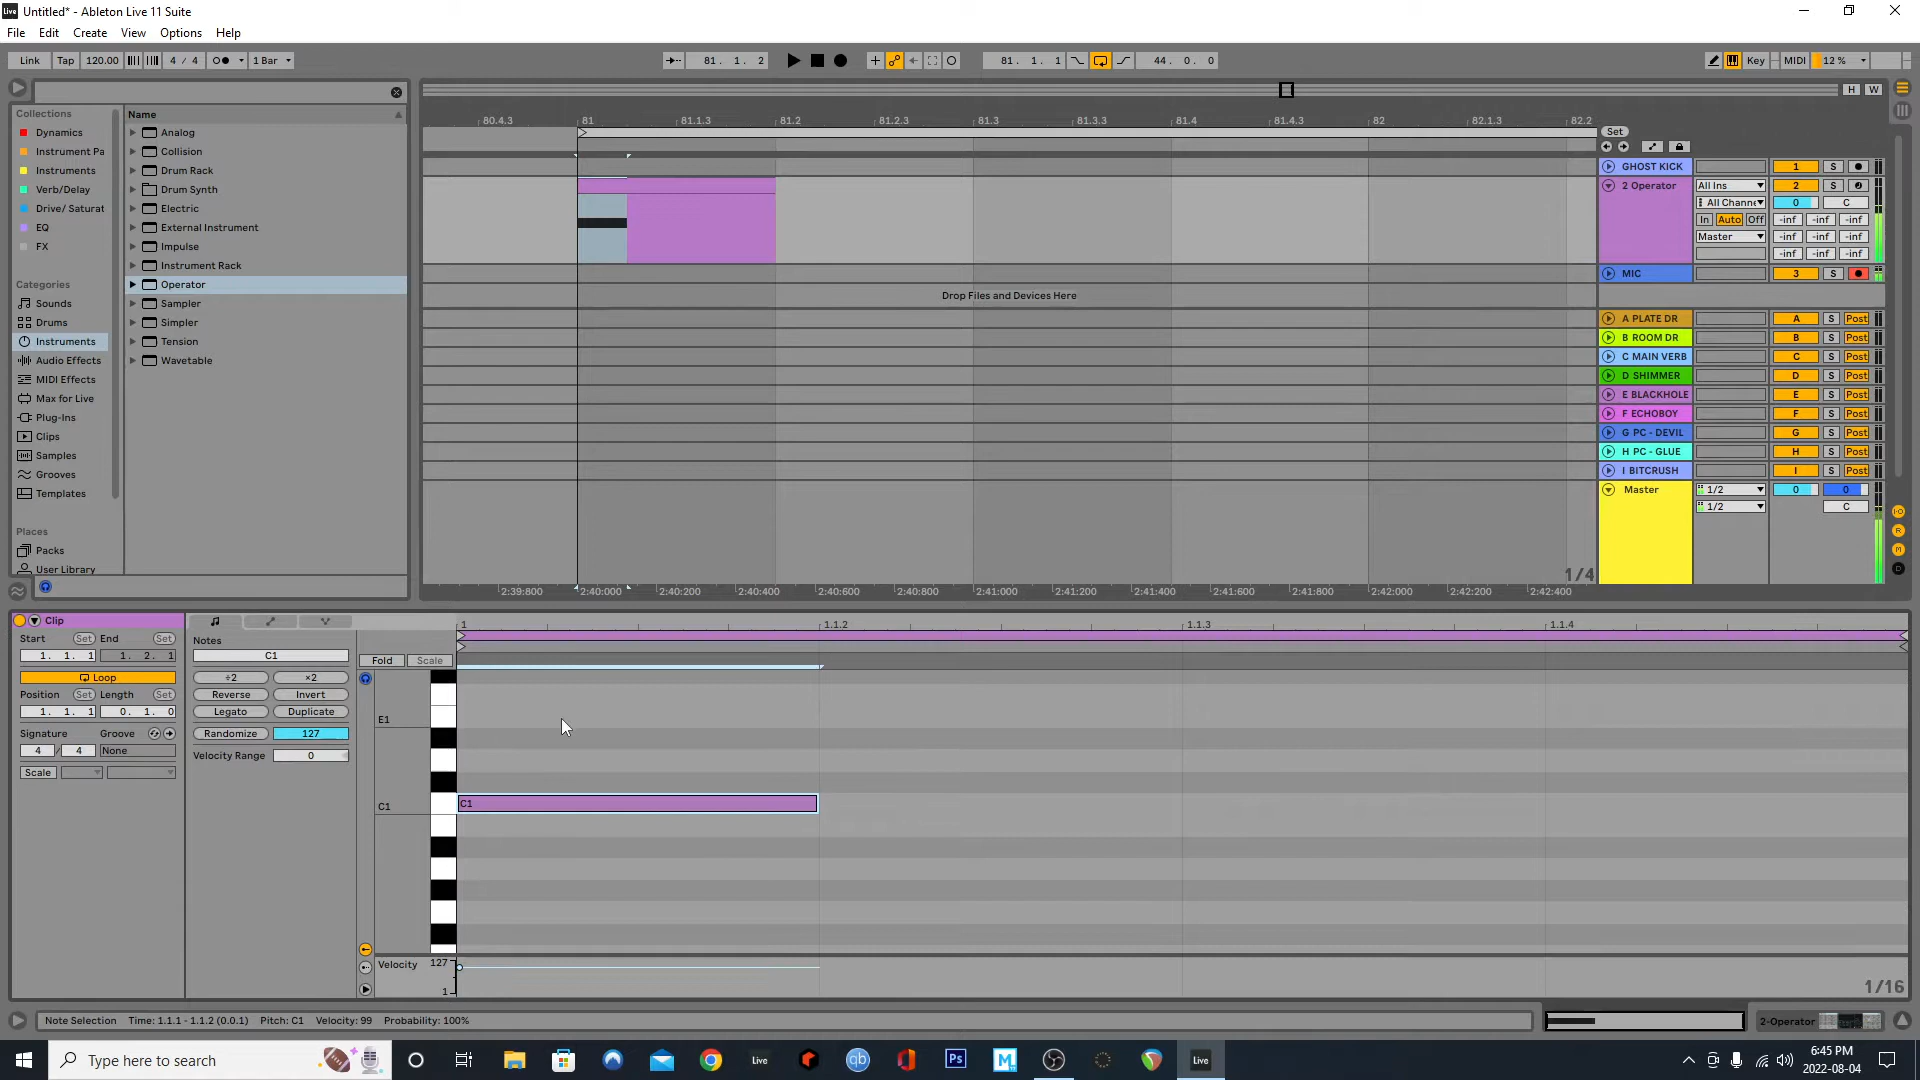 Untitled* - Ableton Live 11 Suite
File Edit Create View Options Help
Link Tap 120.00 4 / 4 1 Bar 81. 1. 2 81. 1. 1 44. 0. 0 Key MIDI 12 %
H W
Collections
Dynamics
Instrument Pa
Instruments
Verb/Delay
Drive/ Saturat
EQ
FX
Categories
Sounds
Drums
Instruments
Audio Effects
MIDI Effects
Max for Live
Plug-Ins
Clips
Samples
Grooves
Templates
Places
Packs
User Library
Name
Analog
Collision
Drum Rack
Drum Synth
Electric
External Instrument
Impulse
Instrument Rack
Operator
Sampler
Simpler
Tension
Wavetable
80.4.3 81 81.1.3 81.2 81.2.3 81.3 81.3.3 81.4 81.4.3 82 82.1.3 82.2
Set
GHOST KICK 1 S
2 Operator All Ins 2 S
All Channe 0 C
In Auto Off -inf -inf -inf
Master -inf -inf -inf
-inf -inf -inf
MIC 3 S
Drop Files and Devices Here
A PLATE DR A S Post
B ROOM DR B S Post
C MAIN VERB C S Post
D SHIMMER D S Post
E BLACKHOLE E S Post
F ECHOBOY F S Post
G PC - DEVIL G S Post
H PC - GLUE H S Post
I BITCRUSH I S Post
Master 1/2 0 0
1/2 C
1/4
2:39:800 2:40:000 2:40:200 2:40:400 2:40:600 2:40:800 2:41:000 2:41:200 2:41:400 2:41:600 2:41:800 2:42:000 2:42:200 2:42:400
Clip
Start Set End Set
1. 1. 1 1. 2. 1
Loop
Position Set Length Set
1. 1. 1 0. 1. 0
Signature Groove
4 / 4 None
Scale
Notes
C1
÷2 ×2
Reverse Invert
Legato Duplicate
Randomize 127
Velocity Range 0
1 1.1.2 1.1.3 1.1.4
Fold Scale
E1
C1 C1
Velocity 127
1
1/16
Note Selection Time: 1.1.1 - 1.1.2 (0.0.1) Pitch: C1 Velocity: 99 Probability: 100%
2-Operator
Type here to search
Live
qb
Ps
M
Live
6:45 PM
2022-08-04